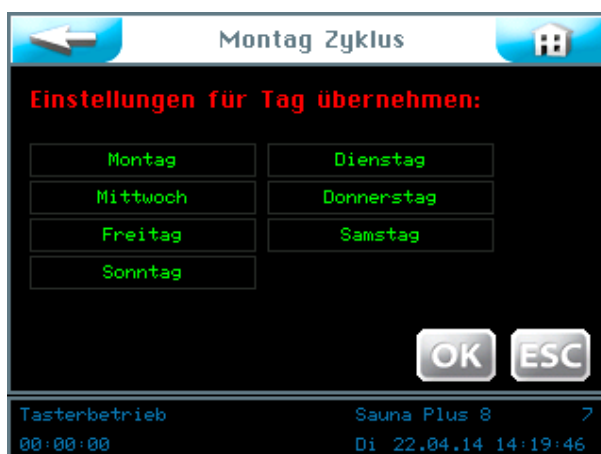 Montag Zyklus
Einstellungen für Tag übernehmen:
Montag Dienstag
Mittwoch Donnerstag
Freitag Samstag
Sonntag
OK ESC
Tasterbetrieb Sauna Plus 8 7
00:00:00 Di 22.04.14 14:19:46